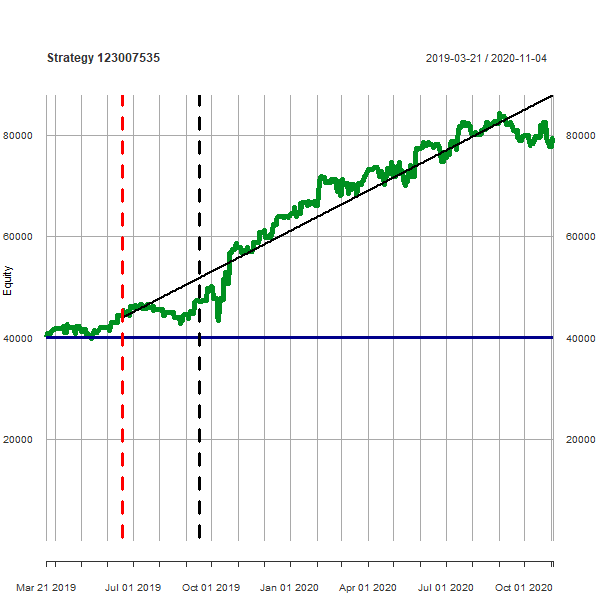 Strategy 123007535
2019-03-21 / 2020-11-04
80000
80000
60000
60000
Equity
40000
40000
20000
20000
Mar 21 2019
Jul 01 2019
Oct 01 2019
Jan 01 2020
Apr 01 2020
Jul 01 2020
Oct 01 2020